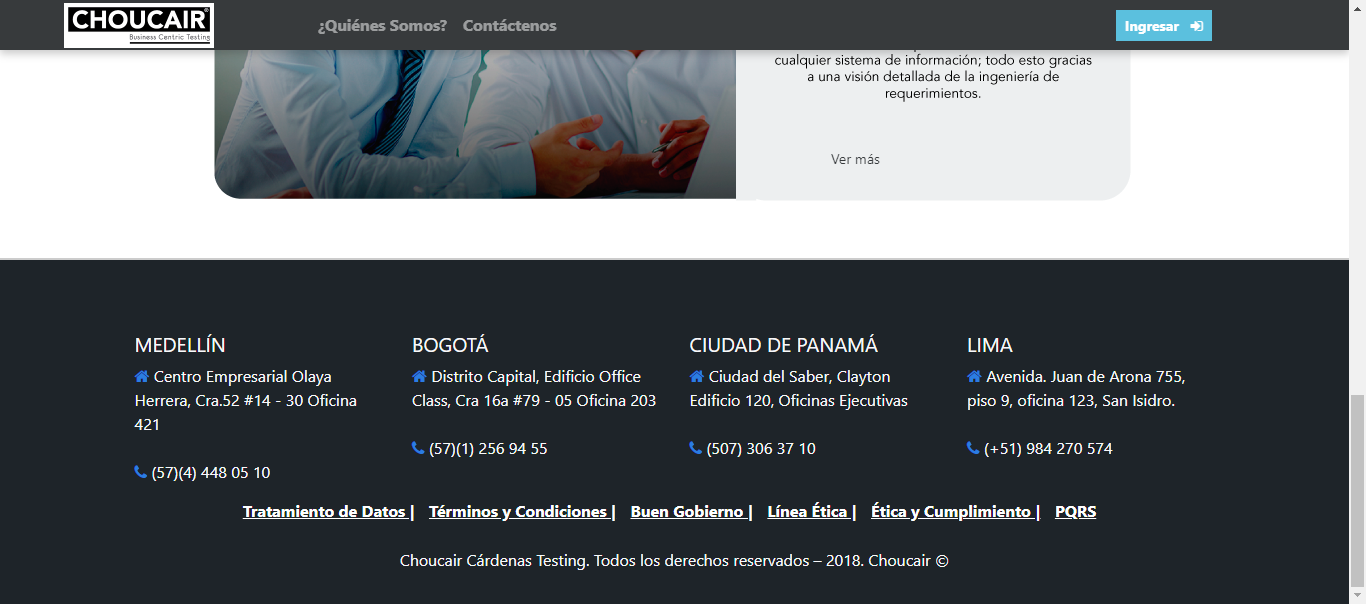 CHOUCAIR®
Business Centric Testing
¿Quiénes Somos? Contáctenos
Ingresar
cualquier sistema de información; todo esto gracias
a una visión detallada de la ingeniería de
requerimientos.
Ver más
MEDELLÍN
Centro Empresarial Olaya
Herrera, Cra.52 #14 - 30 Oficina
421
(57)(4) 448 05 10
BOGOTÁ
Distrito Capital, Edificio Office
Class, Cra 16a #79 - 05 Oficina 203
(57)(1) 256 94 55
CIUDAD DE PANAMÁ
Ciudad del Saber, Clayton
Edificio 120, Oficinas Ejecutivas
(507) 306 37 10
LIMA
Avenida. Juan de Arona 755,
piso 9, oficina 123, San Isidro.
(+51) 984 270 574
Tratamiento de Datos | Términos y Condiciones | Buen Gobierno | Línea Ética | Ética y Cumplimiento | PQRS
Choucair Cárdenas Testing. Todos los derechos reservados – 2018. Choucair ©